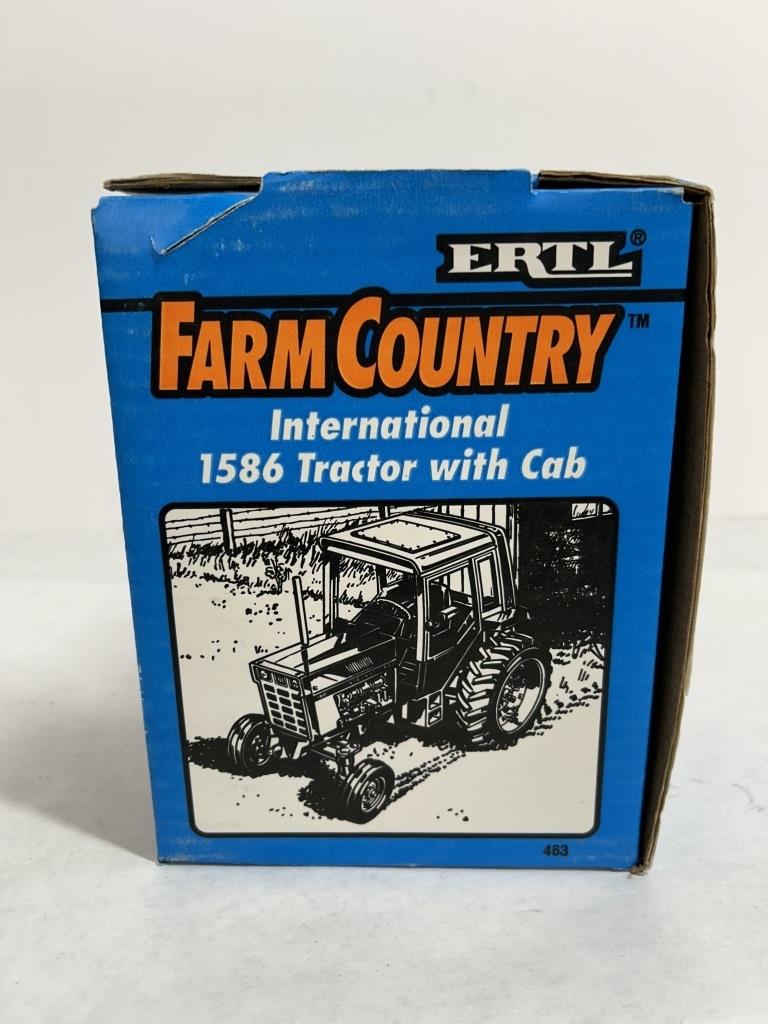 ERTL®
FARM COUNTRY™
International
1586 Tractor with Cab
463